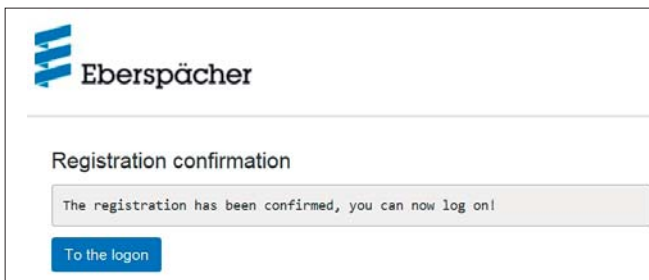 Eberspächer
Registration confirmation
The registration has been confirmed, you can now log on!
To the logon